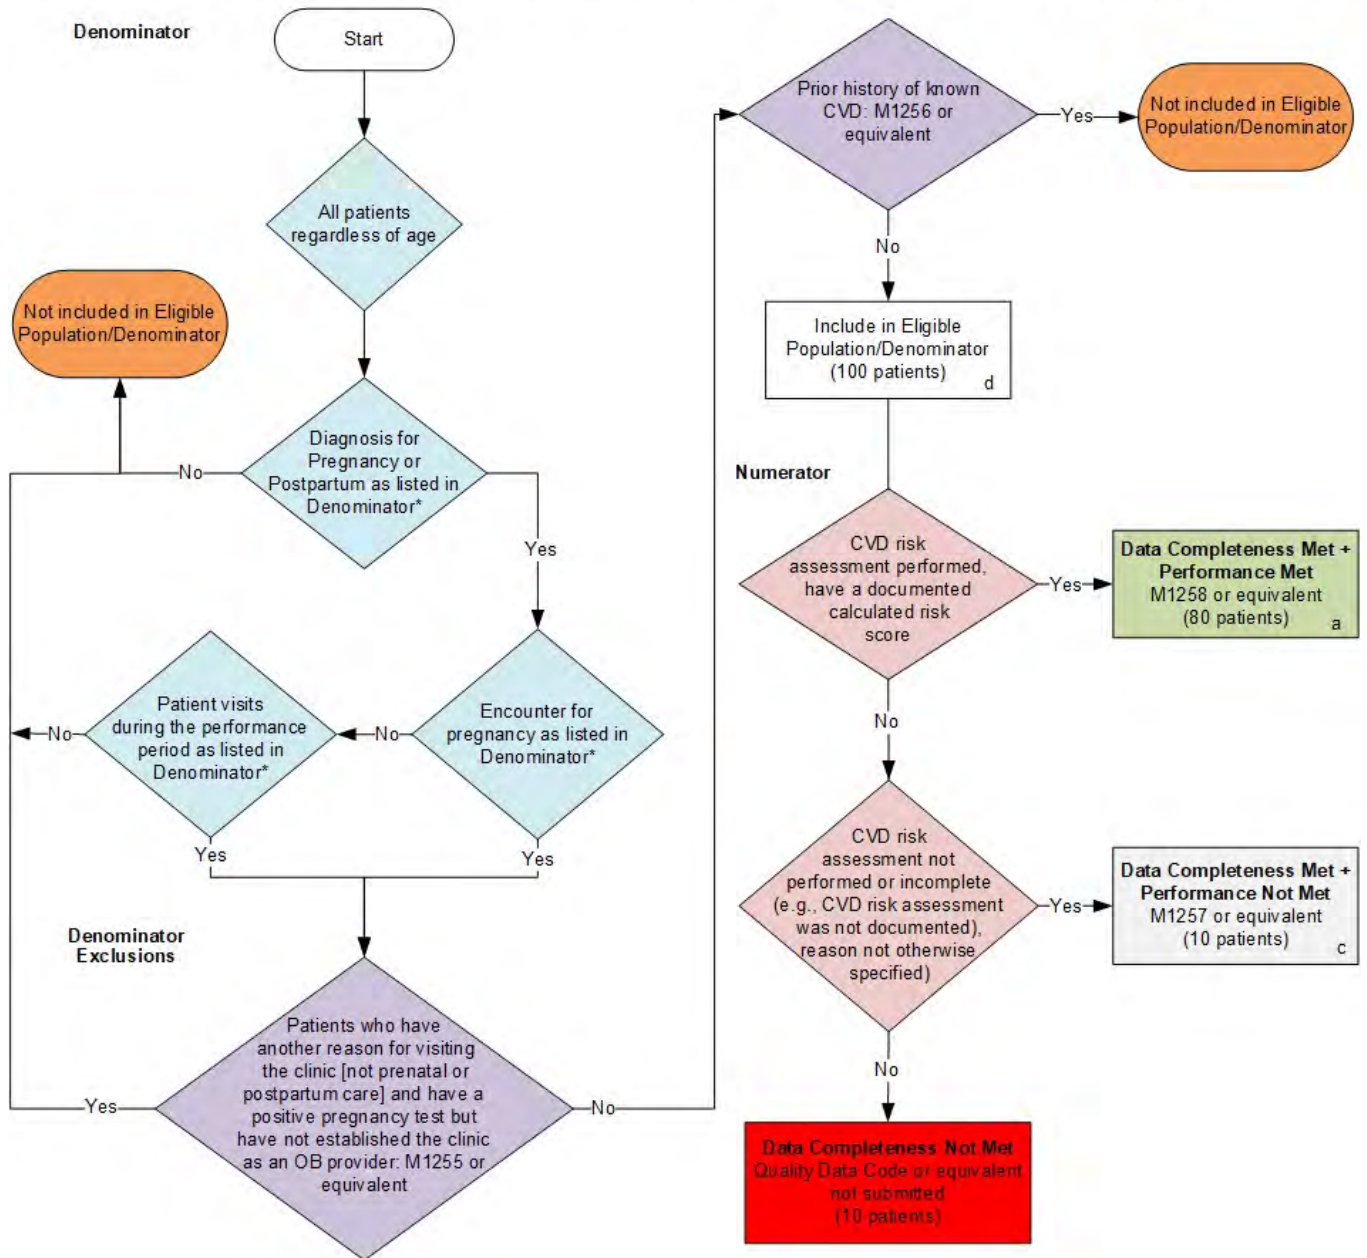 Denominator
Start
All patients
regardless of age
Not included in Eligible
Population/Denominator
Diagnosis for
Pregnancy or
Postpartum as listed in
Denominator*
No
Yes
Patient visits
during the performance
period as listed in
Denominator*
No
Encounter for
pregnancy as listed in
Denominator*
No
Yes
Yes
Denominator
Exclusions
Patients who have
another reason for visiting
the clinic [not prenatal or
postpartum care] and have a
positive pregnancy test but
have not established the clinic
as an OB provider: M1255 or
equivalent
Yes
No
Prior history of known
CVD: M1256 or
equivalent
Yes
Not included in Eligible
Population/Denominator
No
Include in Eligible
Population/Denominator
(100 patients)
d
Numerator
CVD risk
assessment performed,
have a documented
calculated risk
score
Yes
Data Completeness Met +
Performance Met
M1258 or equivalent
(80 patients)
a
No
CVD risk
assessment not
performed or incomplete
(e.g., CVD risk assessment
was not documented),
reason not otherwise
specified)
Yes
Data Completeness Met +
Performance Not Met
M1257 or equivalent
(10 patients)
c
No
Data Completeness Not Met
Quality Data Code or equivalent
not submitted
(10 patients)